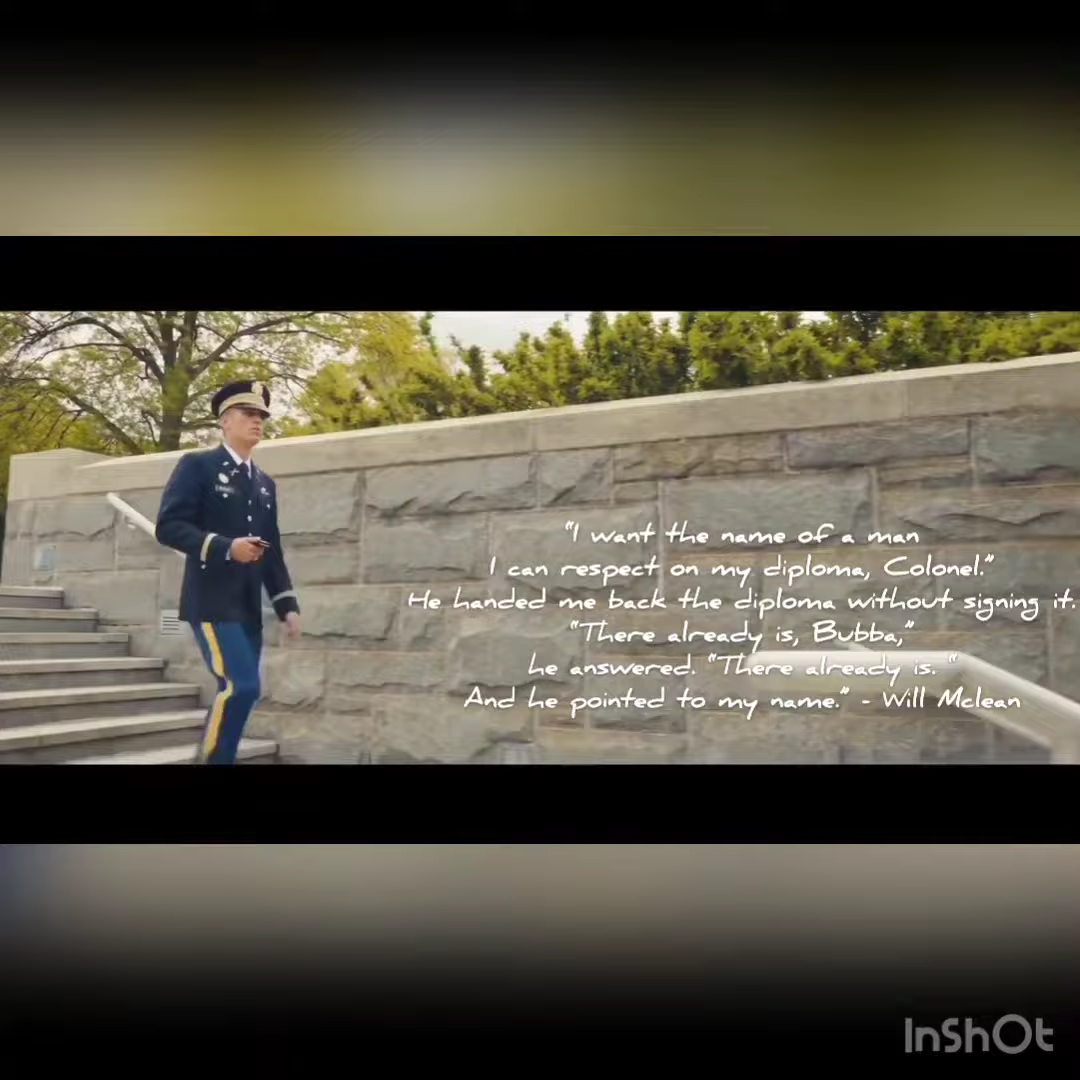 "I want the name of a man
I can respect on my diploma, Colonel."
He handed me back the diploma without signing it.
"There already is, Bubba,"
he answered. "There already is. "
And he pointed to my name." - Will Mclean
InShOt